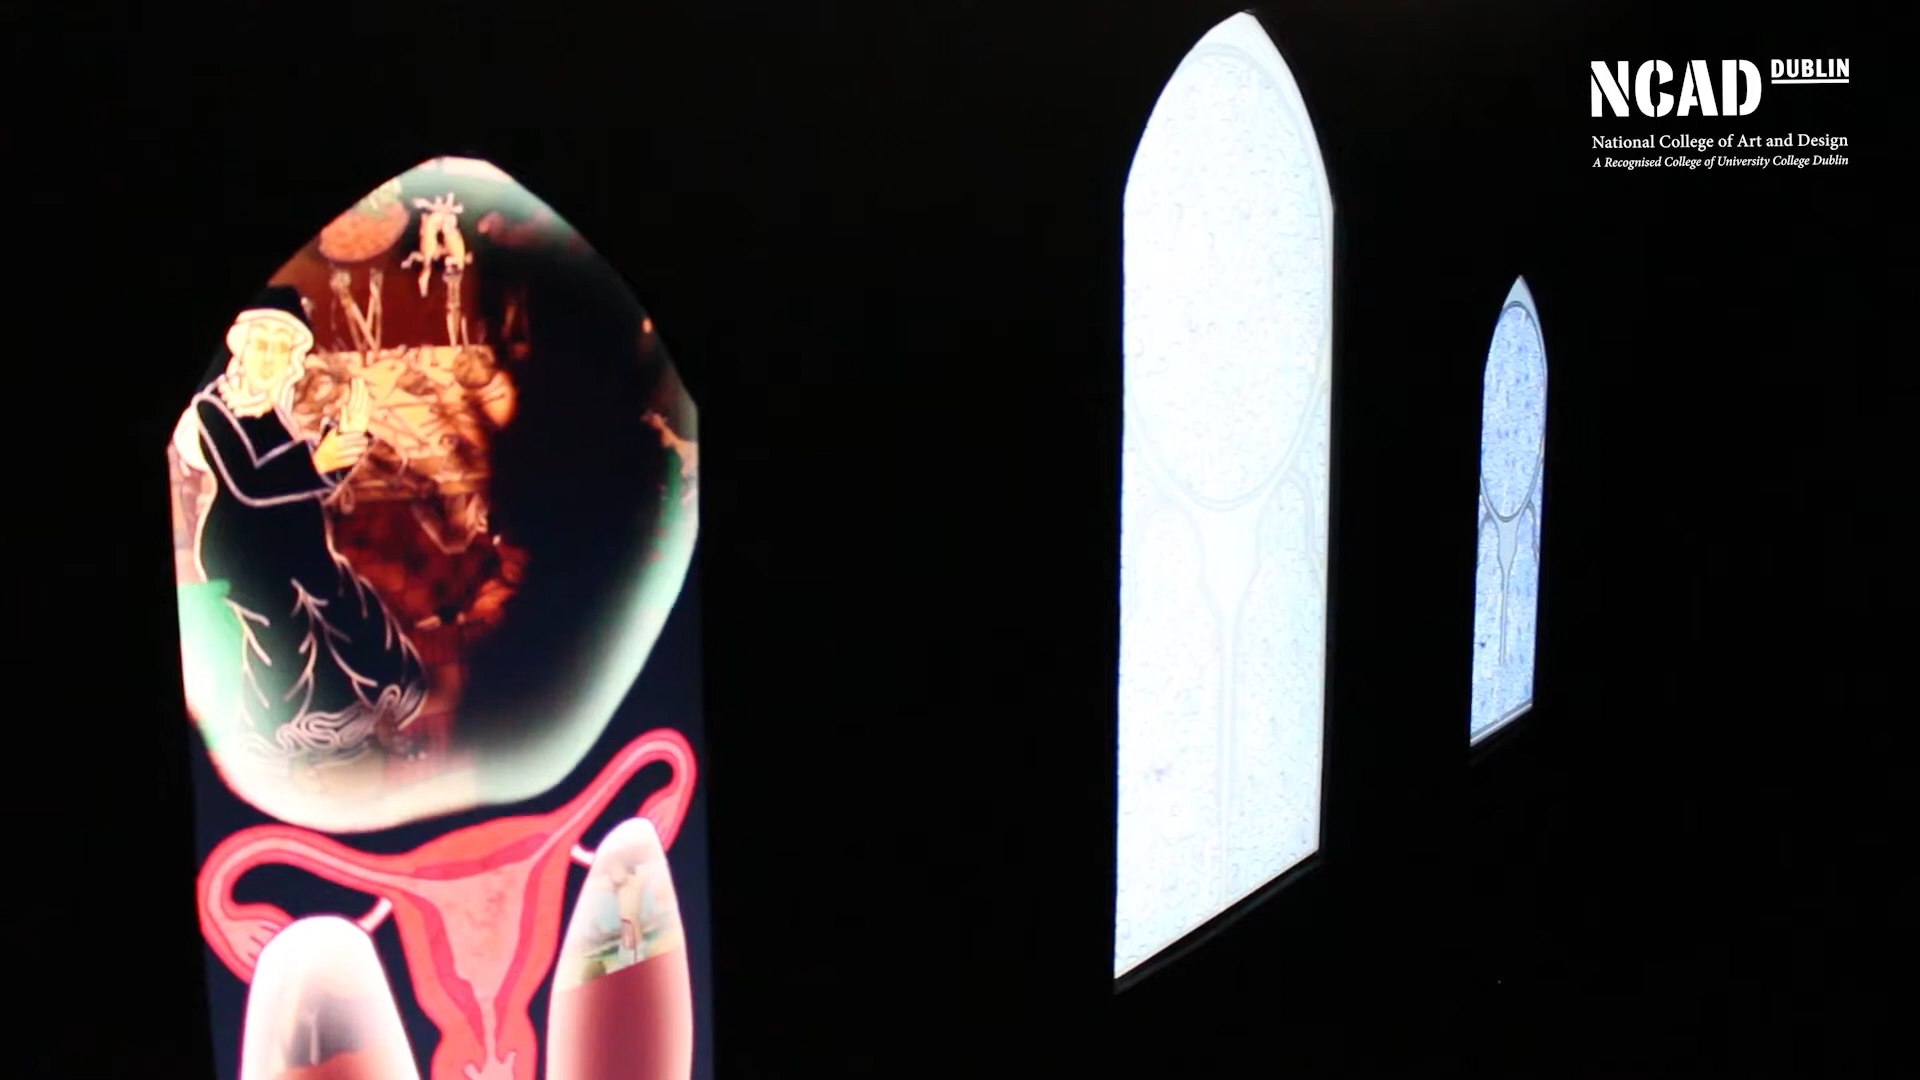 NCAD DUBLIN
National College of Art and Design
A Recognised College of University College Dublin